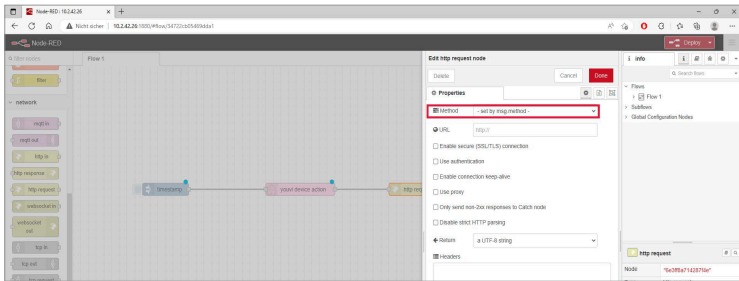 Node-RED : 10.2.42.26
Nicht sicher
10.2.42.26:1880/#flow/34722cb05469dda1
Node-RED
Deploy
filter nodes
filter
network
mqtt in
mqtt out
http in
http response
http request
websocket in
websocket
out
tcp in
tcp out
tcp request
Flow 1
timestamp
youvi device action
http req
Edit http request node
Delete
Cancel
Done
Properties
Method
- set by msg.method -
URL
http://
Enable secure (SSL/TLS) connection
Use authentication
Enable connection keep-alive
Use proxy
Only send non-2xx responses to Catch node
Disable strict HTTP parsing
Return
a UTF-8 string
Headers
info
Search flows
Flows
Flow 1
Subflows
Global Configuration Nodes
http request
Node